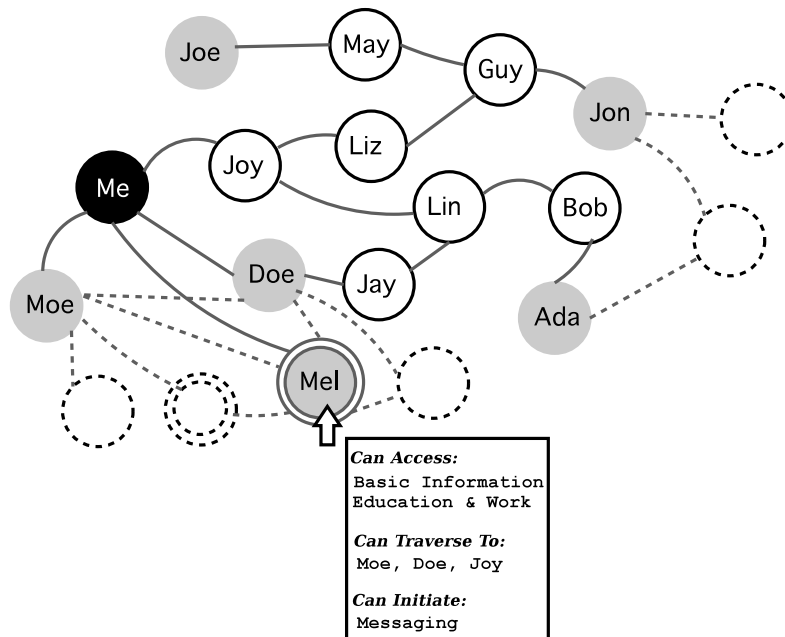 Joe
May
Guy
Jon
Me
Joy
Liz
Lin
Bob
Moe
Doe
Jay
Ada
Mel
Can Access:
Basic Information
Education & Work
Can Traverse To:
Moe, Doe, Joy
Can Initiate:
Messaging